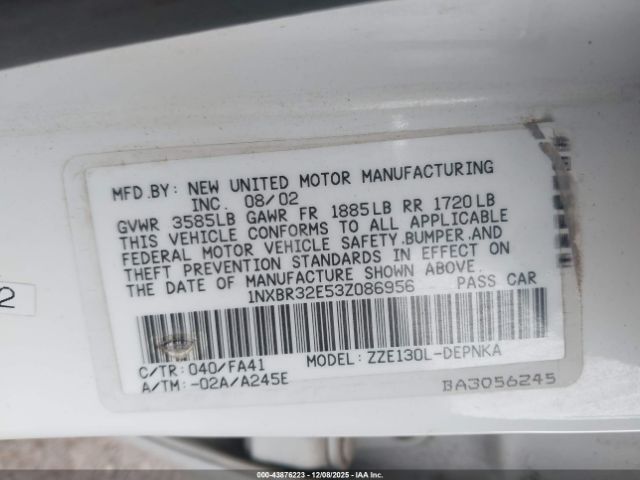 MFD.BY: NEW UNITED MOTOR MANUFACTURING
INC. 08/02
GVWR 3585LB GAWR FR 1885LB RR 1720LB
THIS VEHICLE CONFORMS TO ALL APPLICABLE
FEDERAL MOTOR VEHICLE SAFETY,BUMPER,AND
THEFT PREVENTION STANDARDS IN EFFECT ON
THE DATE OF MANUFACTURE SHOWN ABOVE.
1NXBR32E53Z086956 PASS CAR
C/TR: 040/FA41 MODEL: ZZE130L-DEPNKA
A/TM: -02A/A245E
BA3056245
2
000-43876223 | 12/08/2025 | IAAcharge